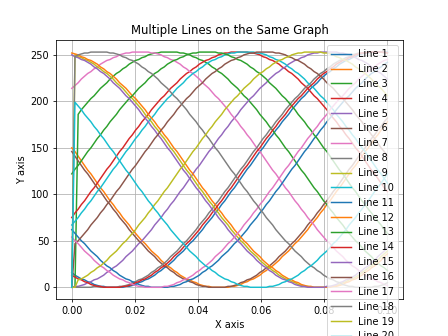 Multiple Lines on the Same Graph
Y axis
250
200
150
100
50
0
0.00
0.02
0.04
0.06
X axis
Line 1
Line 2
Line 3
Line 4
Line 5
Line 6
Line 7
Line 8
Line 9
Line 10
Line 11
Line 12
Line 13
Line 14
Line 15
Line 16
Line 17
Line 18
Line 19
Line 20